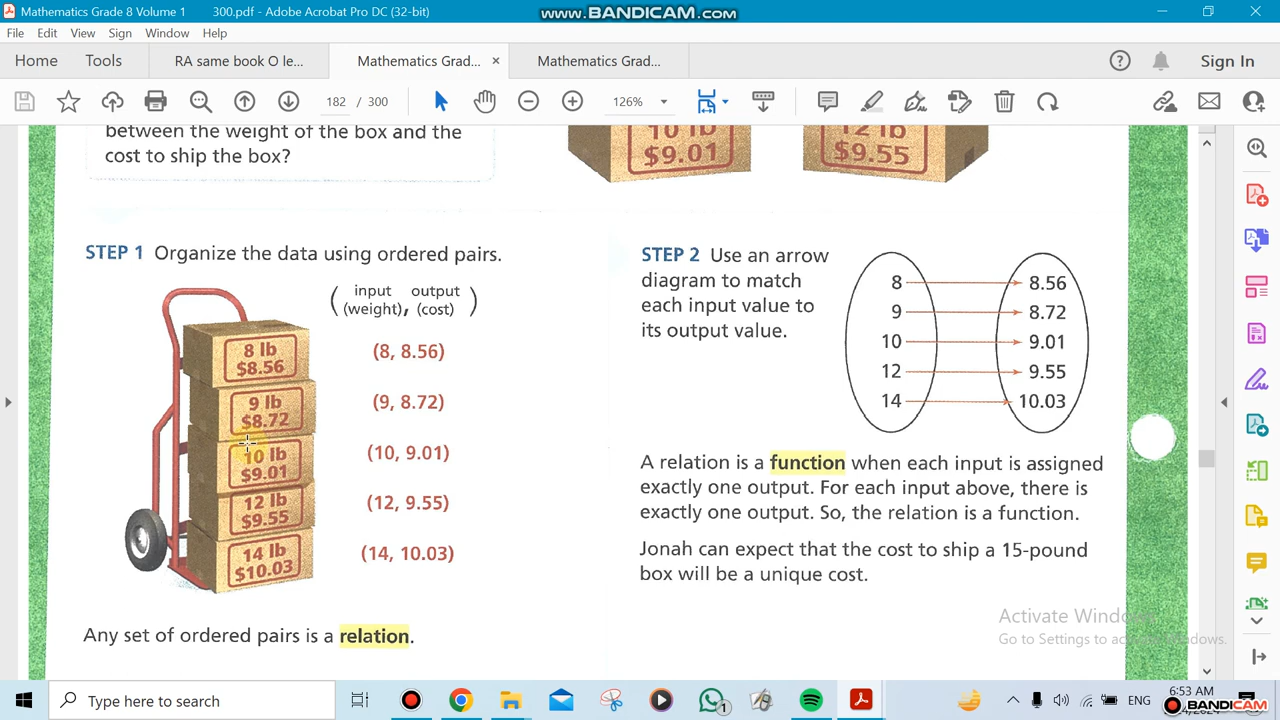 Mathematics Grade 8 Volume 1 300.pdf - Adobe Acrobat Pro DC (32-bit)
www.BANDICAM.com
File Edit View Sign Window Help
Home Tools RA same book O le... Mathematics Grad... × Mathematics Grad... Sign In
182 / 300 126%
between the weight of the box and the
cost to ship the box?
10 lb
$9.01
12 lb
$9.55
STEP 1 Organize the data using ordered pairs.
( input output )
(weight), (cost)
8 lb
$8.56
9 lb
$8.72
10 lb
$9.01
12 lb
$9.55
14 lb
$10.03
(8, 8.56)
(9, 8.72)
(10, 9.01)
(12, 9.55)
(14, 10.03)
Any set of ordered pairs is a relation.
STEP 2 Use an arrow
diagram to match
each input value to
its output value.
8 8.56
9 8.72
10 9.01
12 9.55
14 10.03
A relation is a function when each input is assigned
exactly one output. For each input above, there is
exactly one output. So, the relation is a function.
Jonah can expect that the cost to ship a 15-pound
box will be a unique cost.
Activate Windows
Go to Settings to activate Windows.
Type here to search
1
ENG
6:53 AM
BANDICAM